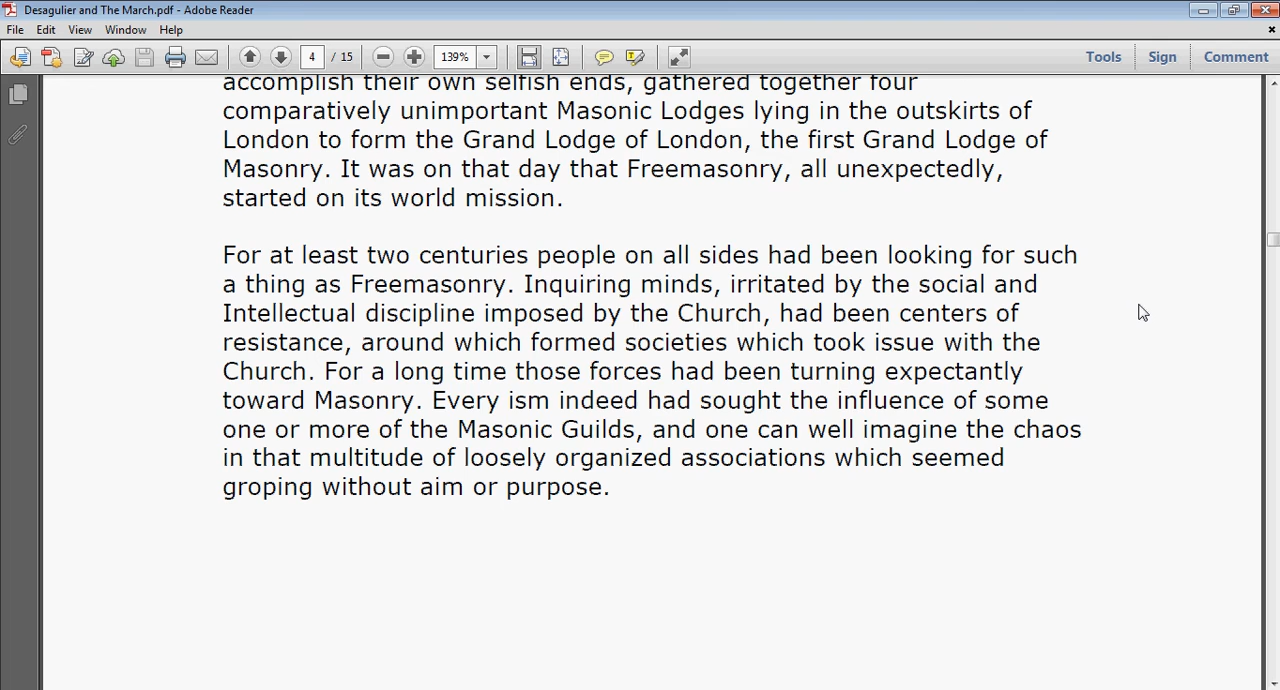 Desagulier and The March.pdf - Adobe Reader
File Edit View Window Help
4 / 15 139% Tools Sign Comment
accomplish their own selfish ends, gathered together four
comparatively unimportant Masonic Lodges lying in the outskirts of
London to form the Grand Lodge of London, the first Grand Lodge of
Masonry. It was on that day that Freemasonry, all unexpectedly,
started on its world mission.
For at least two centuries people on all sides had been looking for such
a thing as Freemasonry. Inquiring minds, irritated by the social and
Intellectual discipline imposed by the Church, had been centers of
resistance, around which formed societies which took issue with the
Church. For a long time those forces had been turning expectantly
toward Masonry. Every ism indeed had sought the influence of some
one or more of the Masonic Guilds, and one can well imagine the chaos
in that multitude of loosely organized associations which seemed
groping without aim or purpose.